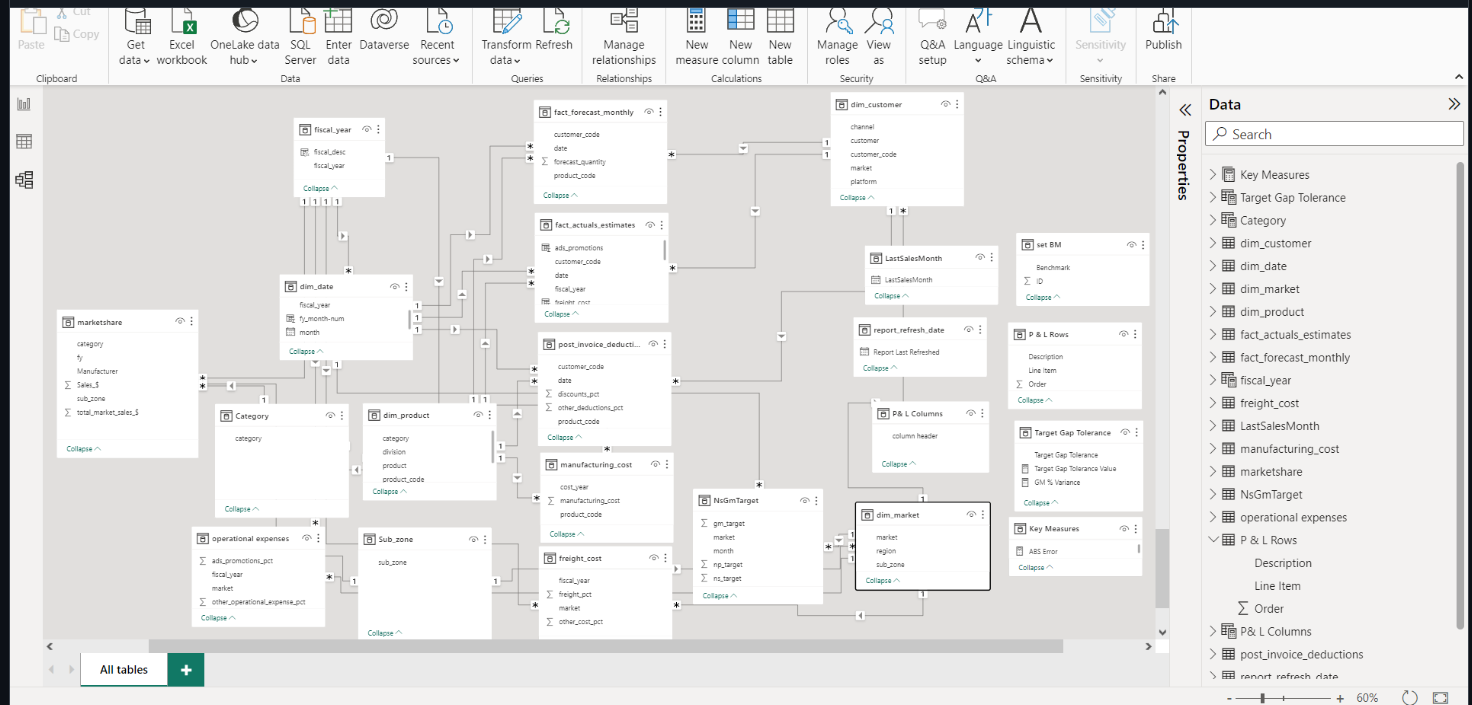 Paste
Cut
Copy
Clipboard
Get data
Excel workbook
OneLake data hub
SQL Server
Enter data
Dataverse
Recent sources
Data
Transform data
Refresh
Queries
Manage relationships
Relationships
New measure
New column
New table
Calculations
Manage roles
View as
Security
Q&A setup
Language
Linguistic schema
Q&A
Sensitivity
Sensitivity
Publish
Share
fiscal_year
fiscal_desc
fiscal_year
Collapse
fact_forecast_monthly
customer_code
date
forecast_quantity
product_code
Collapse
dim_customer
channel
customer
customer_code
market
platform
Collapse
fact_actuals_estimates
ads_promotions
customer_code
date
fiscal_year
freight_cost
Collapse
LastSalesMonth
LastSalesMonth
Collapse
set BM
Benchmark
ID
Collapse
dim_date
fiscal_year
fy_month-num
month
Collapse
marketshare
category
fy
Manufacturer
Sales_$
sub_zone
total_market_sales_$
Collapse
post_invoice_deducti...
customer_code
date
discounts_pct
other_deductions_pct
product_code
Collapse
report_refresh_date
Report Last Refreshed
Collapse
P & L Rows
Description
Line Item
Order
Collapse
Category
category
Collapse
dim_product
category
division
product
product_code
Collapse
P& L Columns
column header
Collapse
Target Gap Tolerance
Target Gap Tolerance
Target Gap Tolerance Value
GM % Variance
Collapse
manufacturing_cost
cost_year
manufacturing_cost
product_code
Collapse
NsGmTarget
gm_target
market
month
np_target
ns_target
Collapse
dim_market
market
region
sub_zone
Collapse
Key Measures
ABS Error
Collapse
operational expenses
ads_promotions_pct
fiscal_year
market
other_operational_expense_pct
Collapse
Sub_zone
sub_zone
Collapse
freight_cost
fiscal_year
freight_pct
market
other_cost_pct
All tables
+
Properties
Data
Search
Key Measures
Target Gap Tolerance
Category
dim_customer
dim_date
dim_market
dim_product
fact_actuals_estimates
fact_forecast_monthly
fiscal_year
freight_cost
LastSalesMonth
manufacturing_cost
marketshare
NsGmTarget
operational expenses
P & L Rows
Description
Line Item
Order
P& L Columns
post_invoice_deductions
report_refresh_date
- + 60%